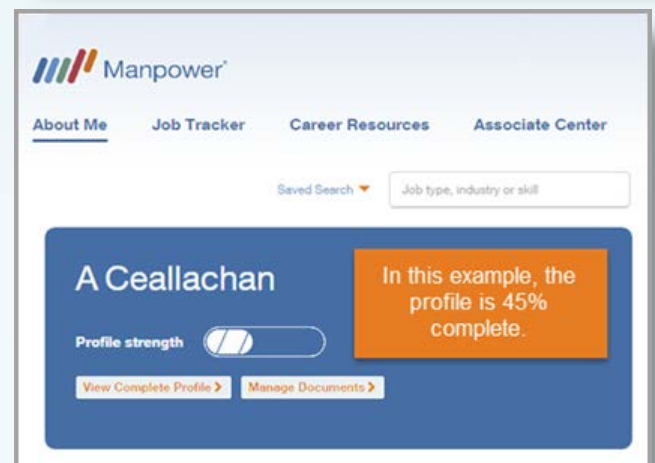 Manpower®
About Me Job Tracker Career Resources Associate Center
Saved Search Job type, industry or skill
A Ceallachan
Profile strength
View Complete Profile > Manage Documents >
In this example, the
profile is 45%
complete.